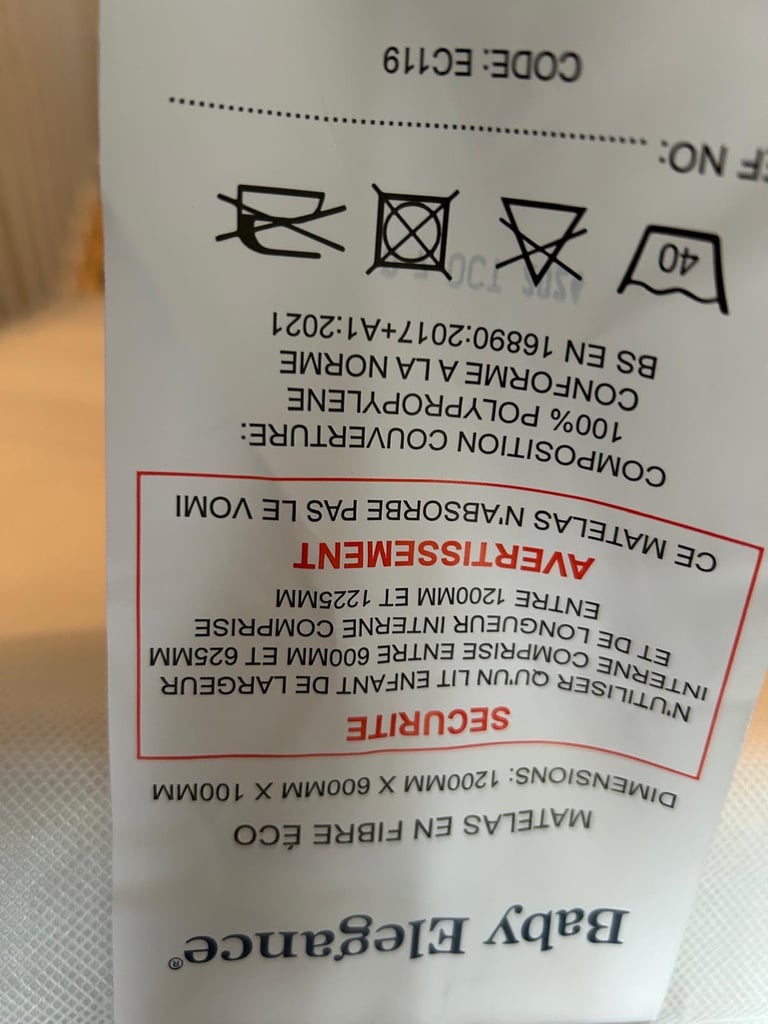 Baby Elegance®
MATELAS EN FIBRE ÉCO
DIMENSIONS: 1200MM X 600MM X 100MM
SECURITE
N'UTILISER QU'UN LIT ENFANT DE LARGEUR
INTERNE COMPRISE ENTRE 600MM ET 625MM
ET DE LONGUEUR INTERNE COMPRISE
ENTRE 1200MM ET 1225MM
AVERTISSEMENT
CE MATELAS N'ABSORBE PAS LE VOMI
COMPOSITION COUVERTURE:
100% POLYPROPYLENE
CONFORME A LA NORME
BS EN 16890:2017+A1:2021
40
NO:
CODE: EC119